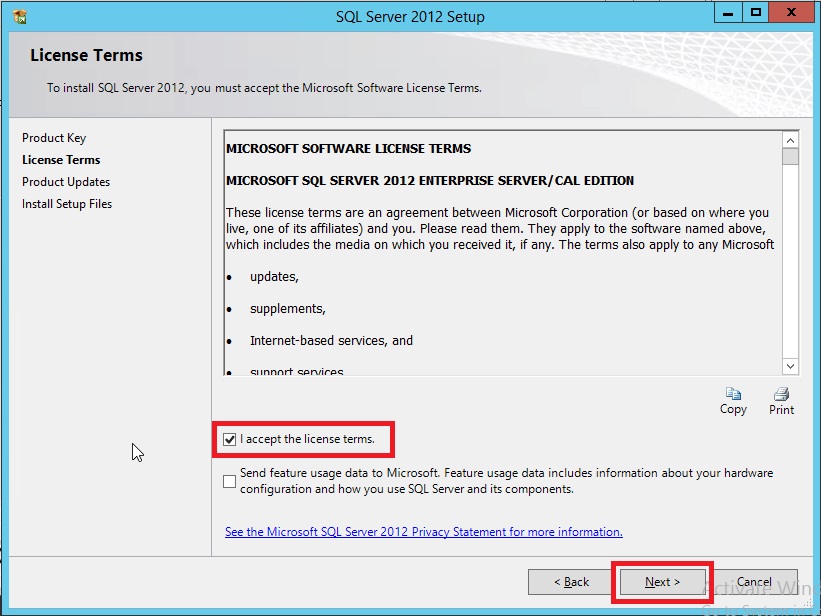 SQL Server 2012 Setup
License Terms
To install SQL Server 2012, you must accept the Microsoft Software License Terms.
Product Key
License Terms
Product Updates
Install Setup Files
MICROSOFT SOFTWARE LICENSE TERMS
MICROSOFT SQL SERVER 2012 ENTERPRISE SERVER/CAL EDITION
These license terms are an agreement between Microsoft Corporation (or based on where you
live, one of its affiliates) and you. Please read them. They apply to the software named above,
which includes the media on which you received it, if any. The terms also apply to any Microsoft
• updates,
• supplements,
• Internet-based services, and
• support services
Copy
Print
I accept the license terms.
Send feature usage data to Microsoft. Feature usage data includes information about your hardware
configuration and how you use SQL Server and its components.
See the Microsoft SQL Server 2012 Privacy Statement for more information.
< Back
Next >
Cancel
Activate Win